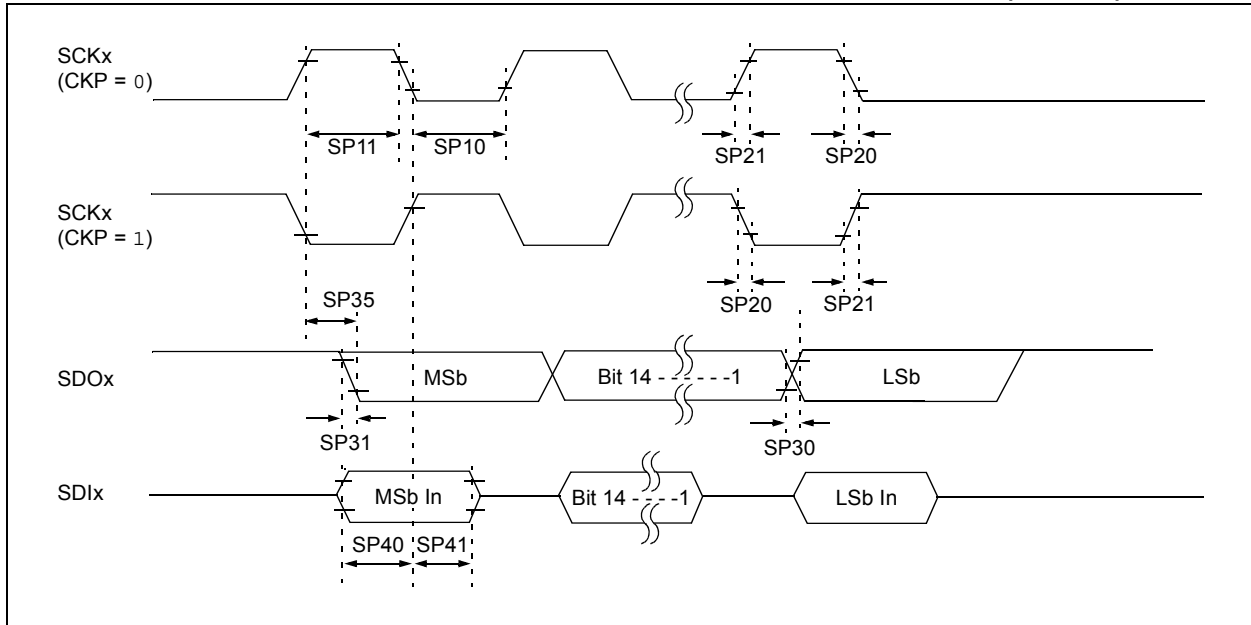 SCKx
(CKP = 0)
SP11
SP10
SP21
SP20
SCKx
(CKP = 1)
SP35
SP20
SP21
SDOx
MSb
Bit 14 - - - - - -1
LSb
SP31
SP30
SDIx
MSb In
Bit 14 - - - -1
LSb In
SP40
SP41